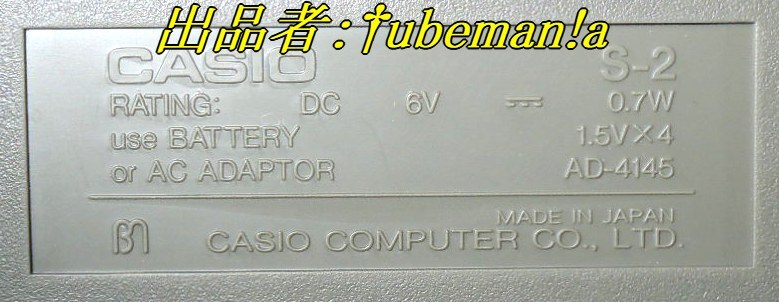 出品者:†ubeman!a
CASIO S-2
RATING: DC 6V ⎓ 0.7W
use BATTERY 1.5V×4
or AC ADAPTOR AD-4145
MADE IN JAPAN
CASIO COMPUTER CO., LTD.